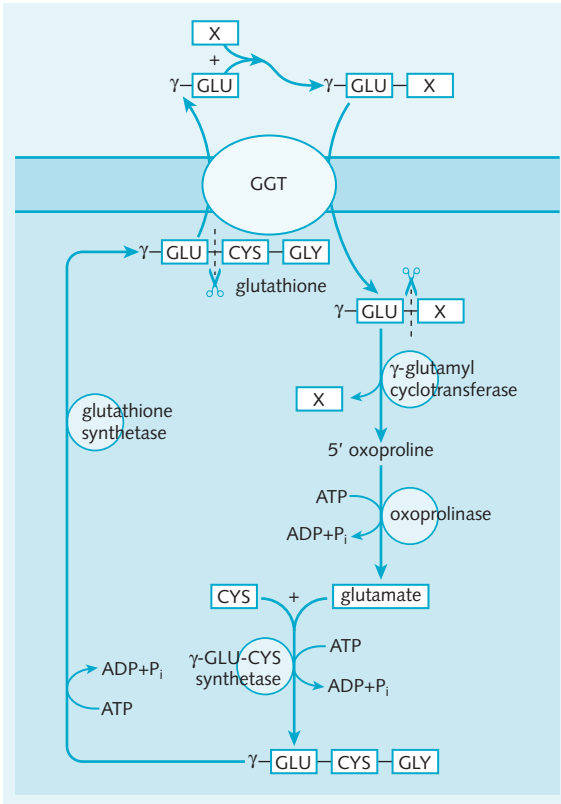 X
+
γ–GLU
γ–GLU–X
GGT
γ–GLU–CYS–GLY
glutathione
γ–GLU–X
γ-glutamyl
cyclotransferase
X
glutathione
synthetase
5' oxoproline
ATP
oxoprolinase
ADP+Pi
CYS + glutamate
γ-GLU-CYS
synthetase
ATP
ADP+Pi
ADP+Pi
ATP
γ–GLU–CYS–GLY